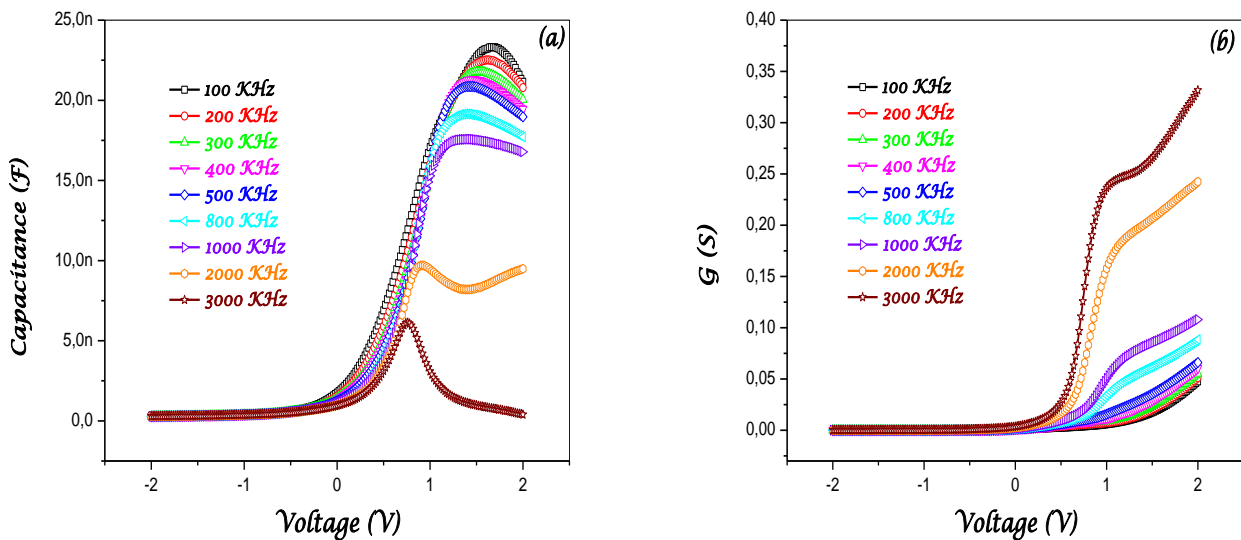 (a)
25,0n
20,0n
15,0n
10,0n
5,0n
0,0
Capacitance (F)
100 KHz
200 KHz
300 KHz
400 KHz
500 KHz
800 KHz
1000 KHz
2000 KHz
3000 KHz
-2 -1 0 1 2
Voltage (V)
(b)
0,40
0,35
0,30
0,25
0,20
0,15
0,10
0,05
0,00
G (S)
100 KHz
200 KHz
300 KHz
400 KHz
500 KHz
800 KHz
1000 KHz
2000 KHz
3000 KHz
-2 -1 0 1 2
Voltage (V)